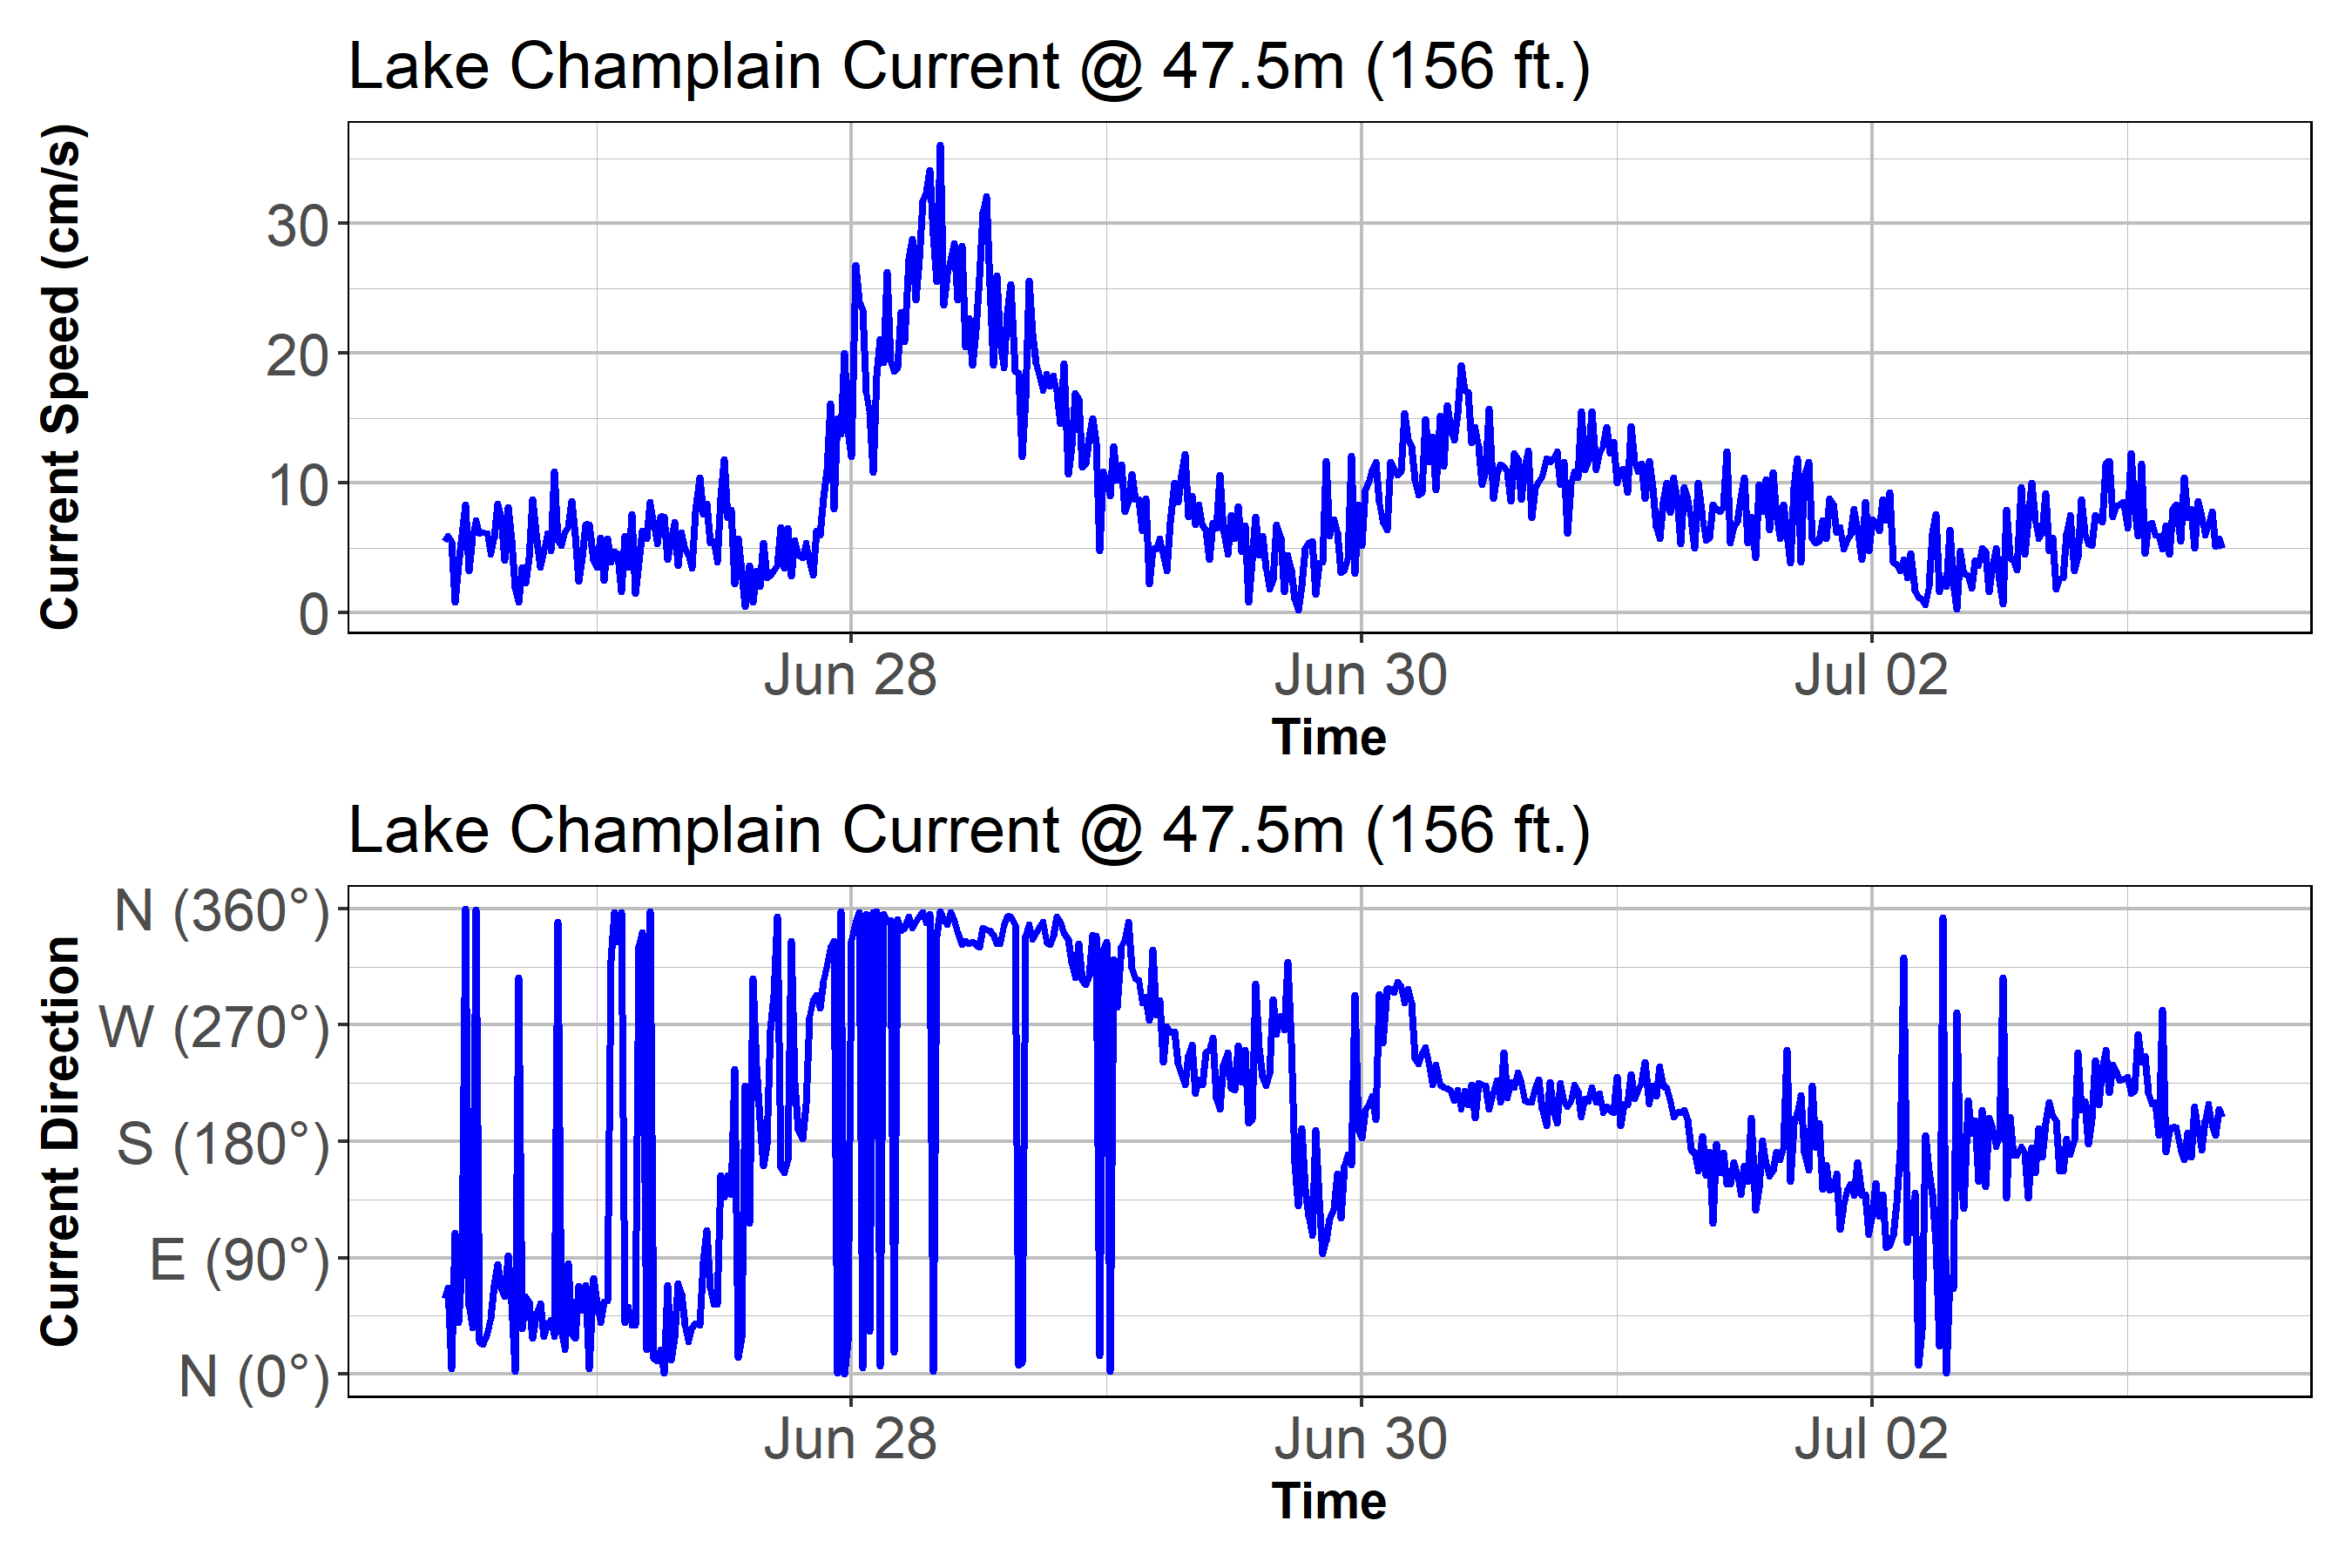 Lake Champlain Current @ 47.5m (156 ft.)
Current Speed (cm/s)
30
20
10
0
Jun 28 Jun 30 Jul 02
Time
Lake Champlain Current @ 47.5m (156 ft.)
Current Direction
N (360°)
W (270°)
S (180°)
E (90°)
N (0°)
Jun 28 Jun 30 Jul 02
Time